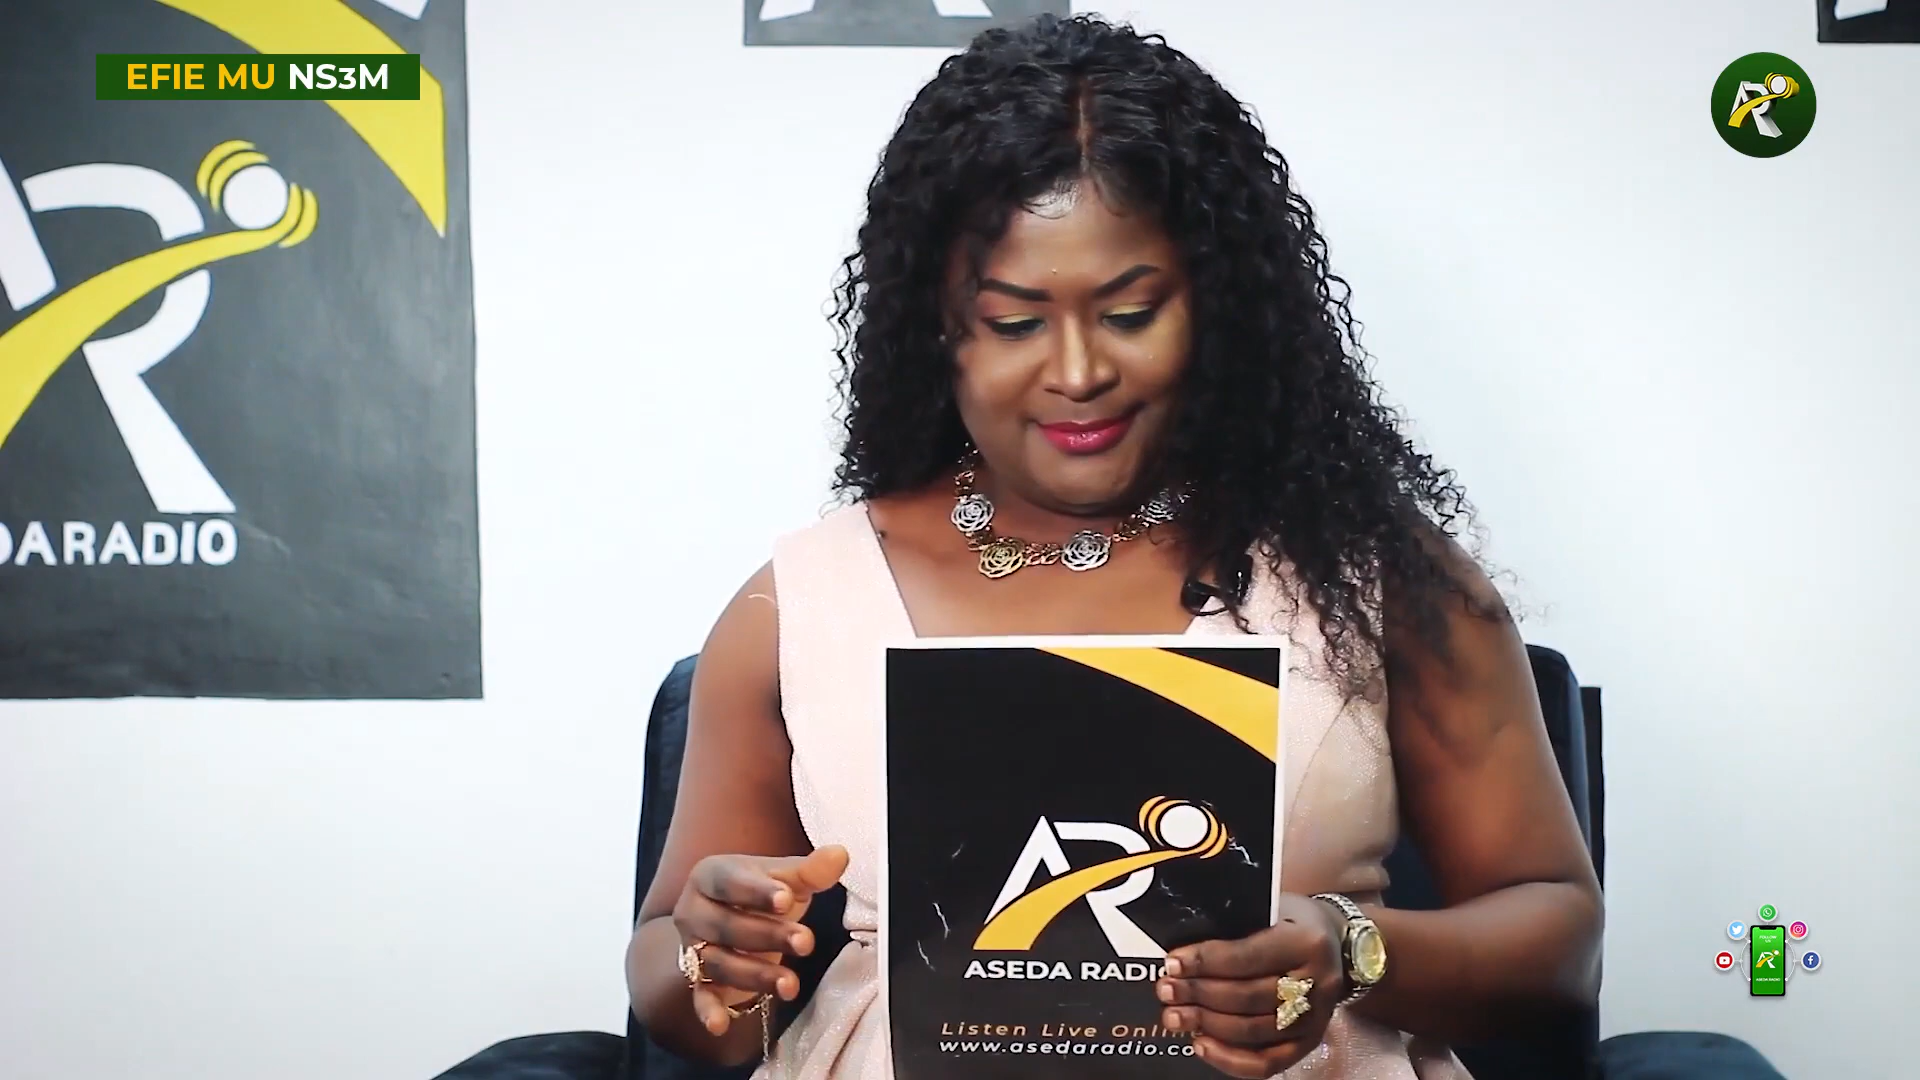 EFIE MU NS3M
DARADIO
ASEDA RADIO
Listen Live Online
www.asedaradio.co